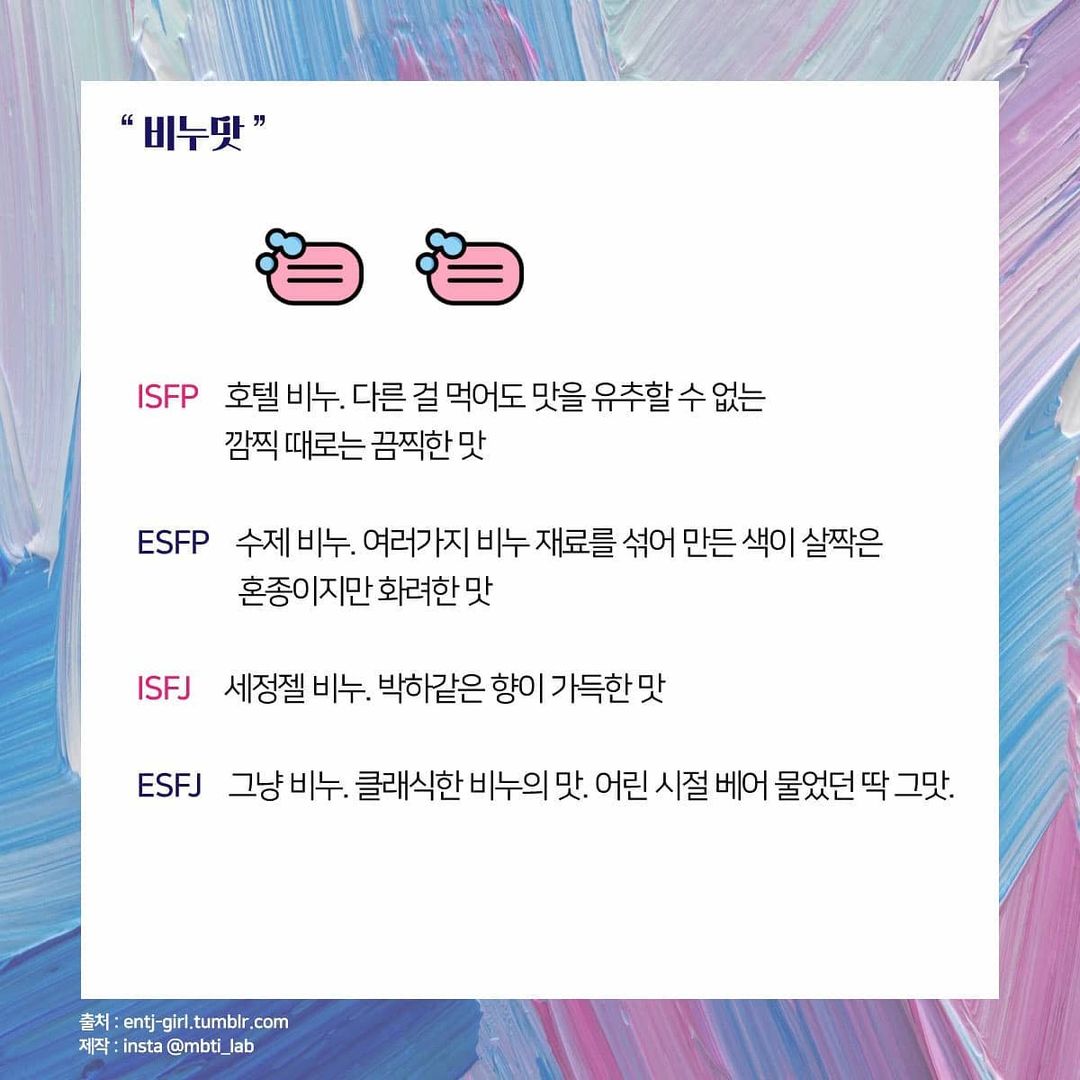 “ 비누맛 ”
ISFP 호텔 비누. 다른 걸 먹어도 맛을 유추할 수 없는
깜찍 때로는 끔찍한 맛
ESFP 수제 비누. 여러가지 비누 재료를 섞어 만든 색이 살짝은
혼종이지만 화려한 맛
ISFJ 세정젤 비누. 박하같은 향이 가득한 맛
ESFJ 그냥 비누. 클래식한 비누의 맛. 어린 시절 베어 물었던 딱 그맛.
출처 : entj-girl.tumblr.com
제작 : insta @mbti_lab